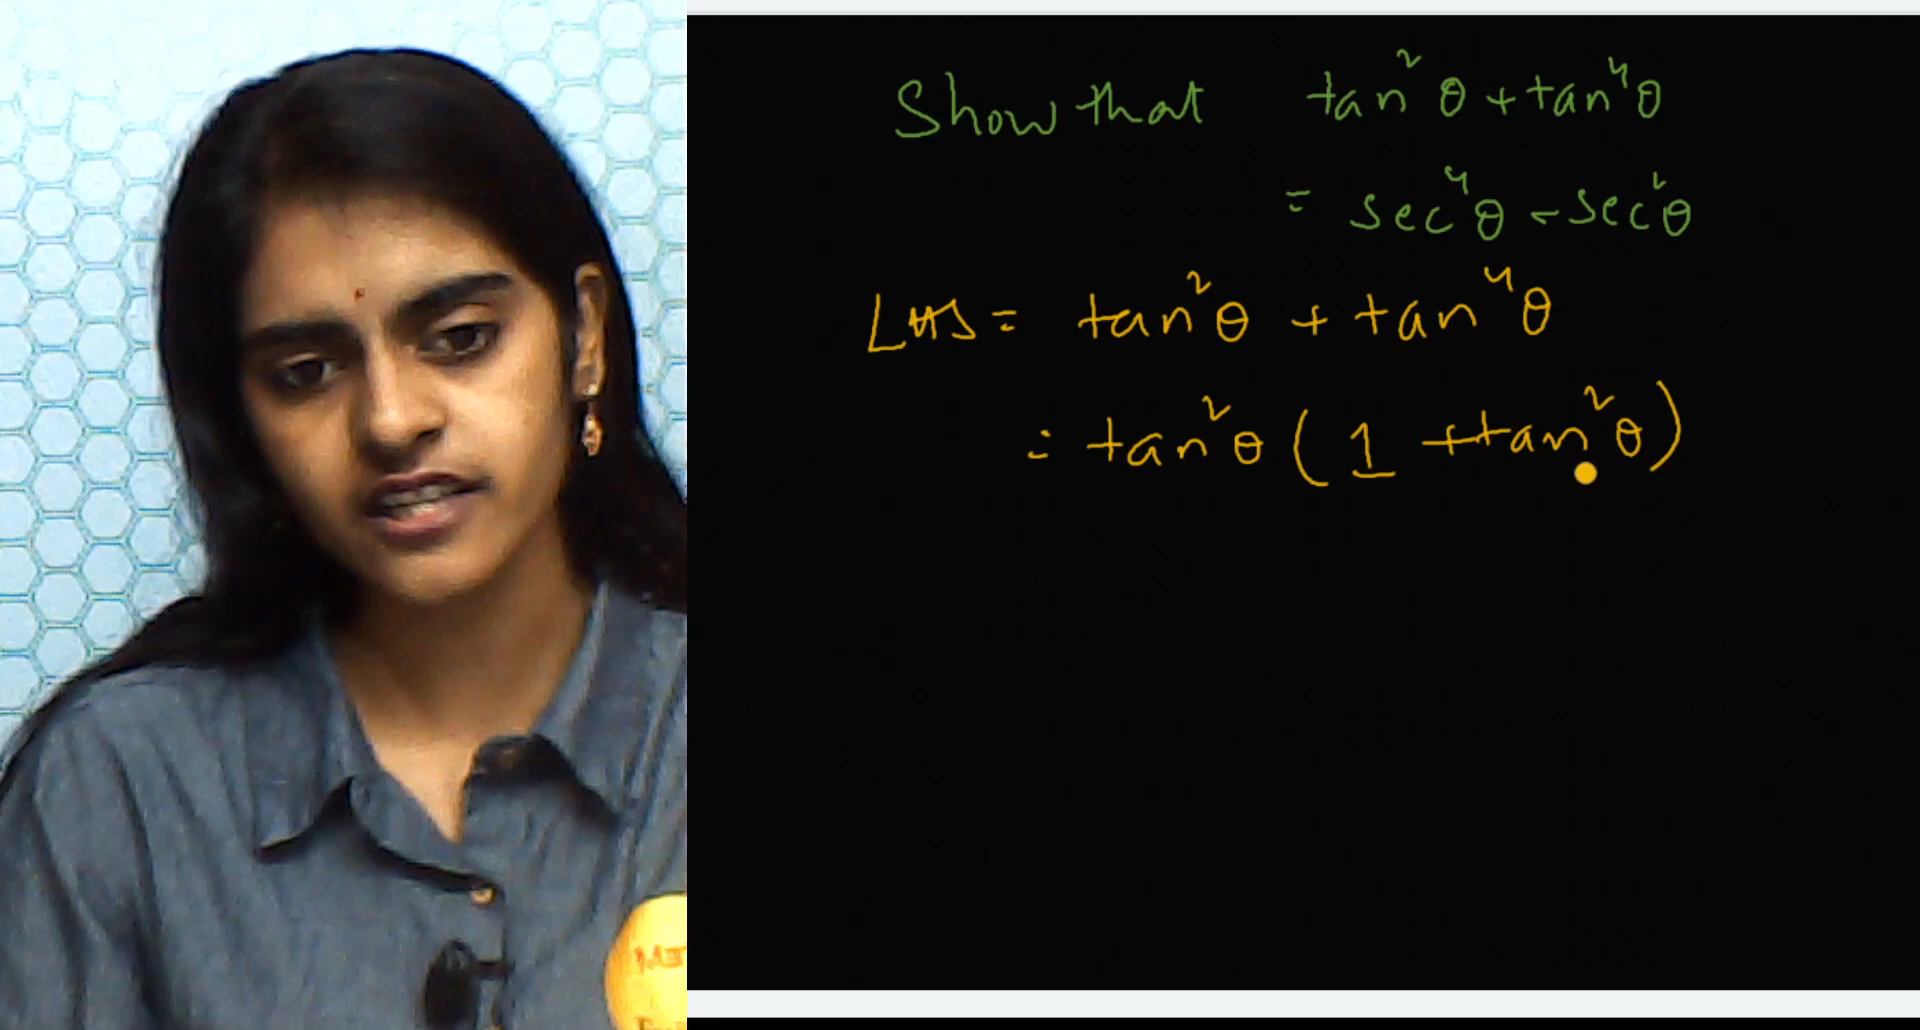 Show that tan²θ + tan⁴θ
= sec⁴θ - sec²θ
LHS = tan²θ + tan⁴θ
= tan²θ (1 + tan²θ)